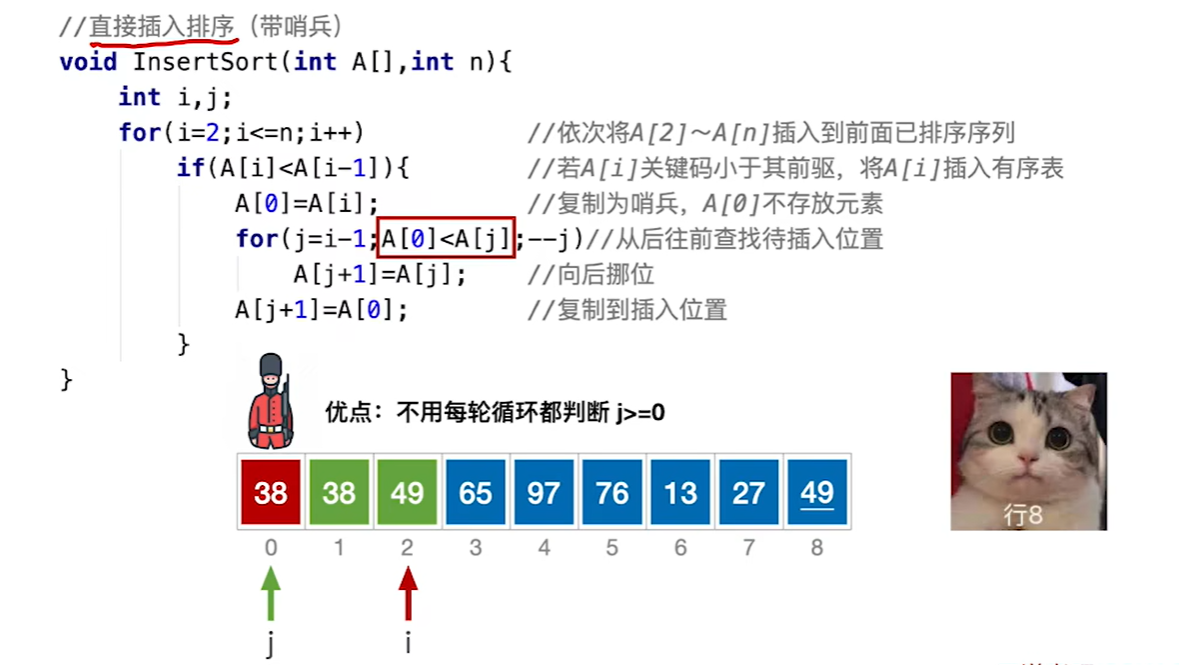 //直接插入排序（带哨兵）
void InsertSort(int A[],int n){
int i,j;
for(i=2;i<=n;i++) //依次将A[2]～A[n]插入到前面已排序序列
if(A[i]<A[i-1]){ //若A[i]关键码小于其前驱，将A[i]插入有序表
A[0]=A[i]; //复制为哨兵，A[0]不存放元素
for(j=i-1;A[0]<A[j];--j)//从后往前查找待插入位置
A[j+1]=A[j]; //向后挪位
A[j+1]=A[0]; //复制到插入位置
}
}
优点：不用每轮循环都判断 j>=0
38 38 49 65 97 76 13 27 49
行8
0 1 2 3 4 5 6 7 8
j i